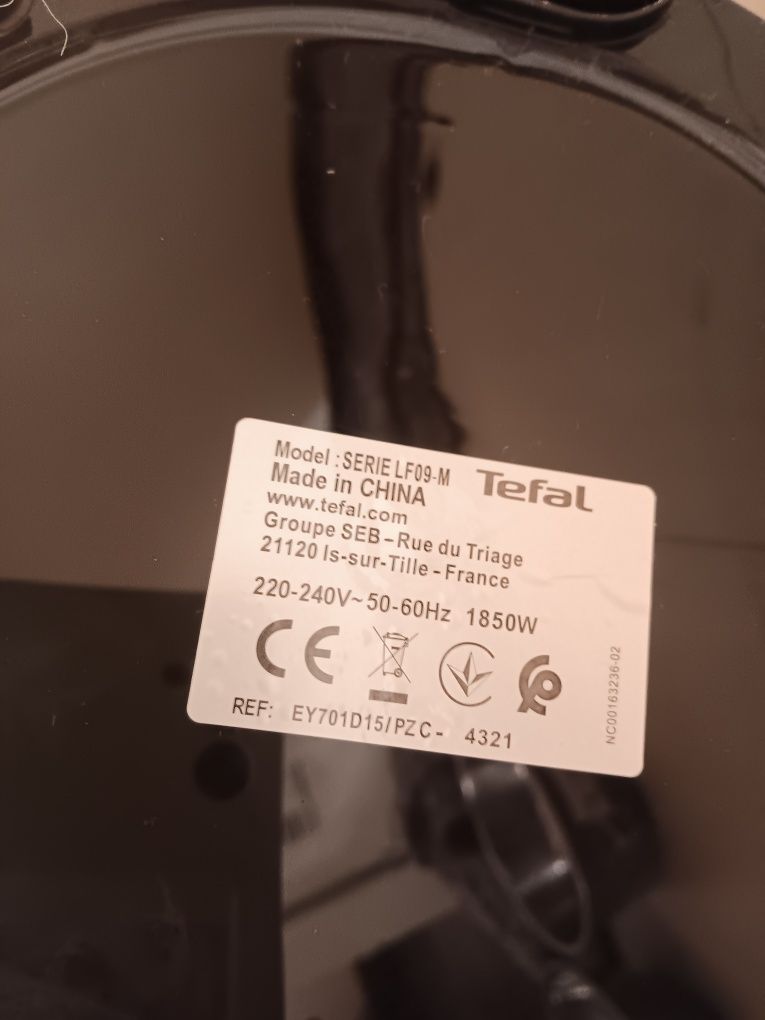 Model : SERIE LF09-M
Tefal
Made in CHINA
www.tefal.com
Groupe SEB – Rue du Triage
21120 Is-sur-Tille - France
220-240V~ 50-60Hz 1850W
CE
REF: EY701D15/PZ C - 4321
NC00163236-02